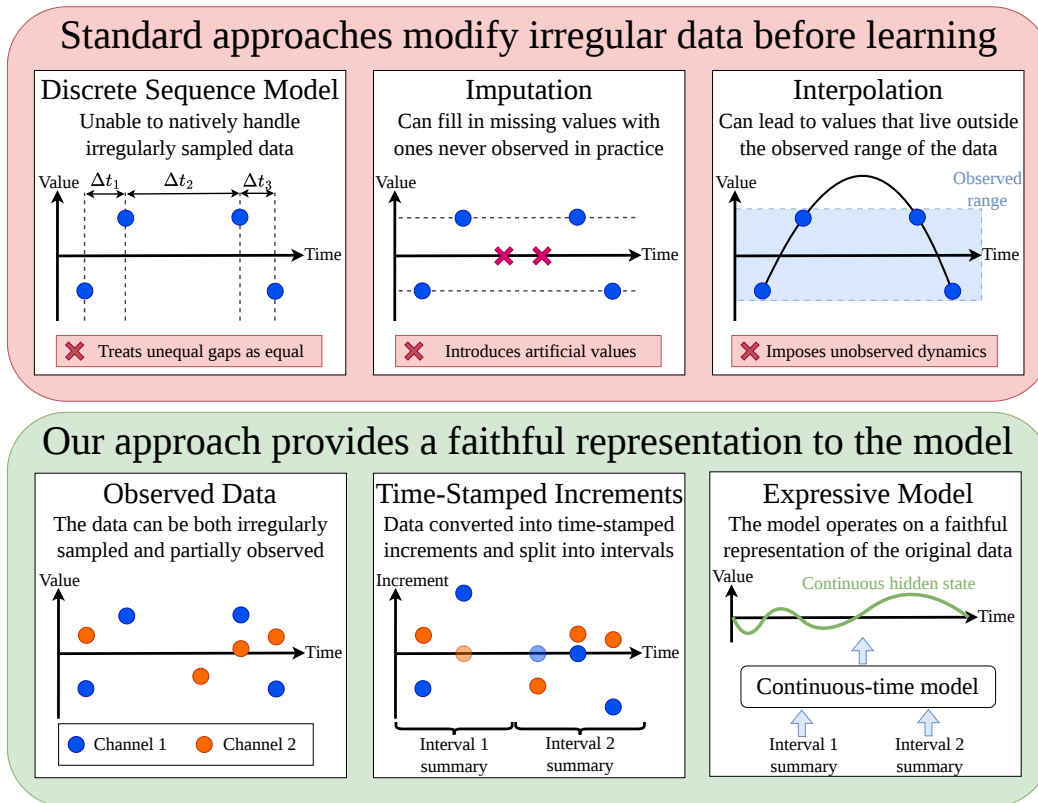 Standard approaches modify irregular data before learning
Discrete Sequence Model
Unable to natively handle
irregularly sampled data
Value
Δt₁
Δt₂
Δt₃
Time
Treats unequal gaps as equal
Imputation
Can fill in missing values with
ones never observed in practice
Value
Time
Introduces artificial values
Interpolation
Can lead to values that live outside
the observed range of the data
Value
Observed
range
Time
Imposes unobserved dynamics
Our approach provides a faithful representation to the model
Observed Data
The data can be both irregularly
sampled and partially observed
Value
Time
Channel 1
Channel 2
Time-Stamped Increments
Data converted into time-stamped
increments and split into intervals
Increment
Time
Interval 1
summary
Interval 2
summary
Expressive Model
The model operates on a faithful
representation of the original data
Value
Continuous hidden state
Time
Continuous-time model
Interval 1
summary
Interval 2
summary